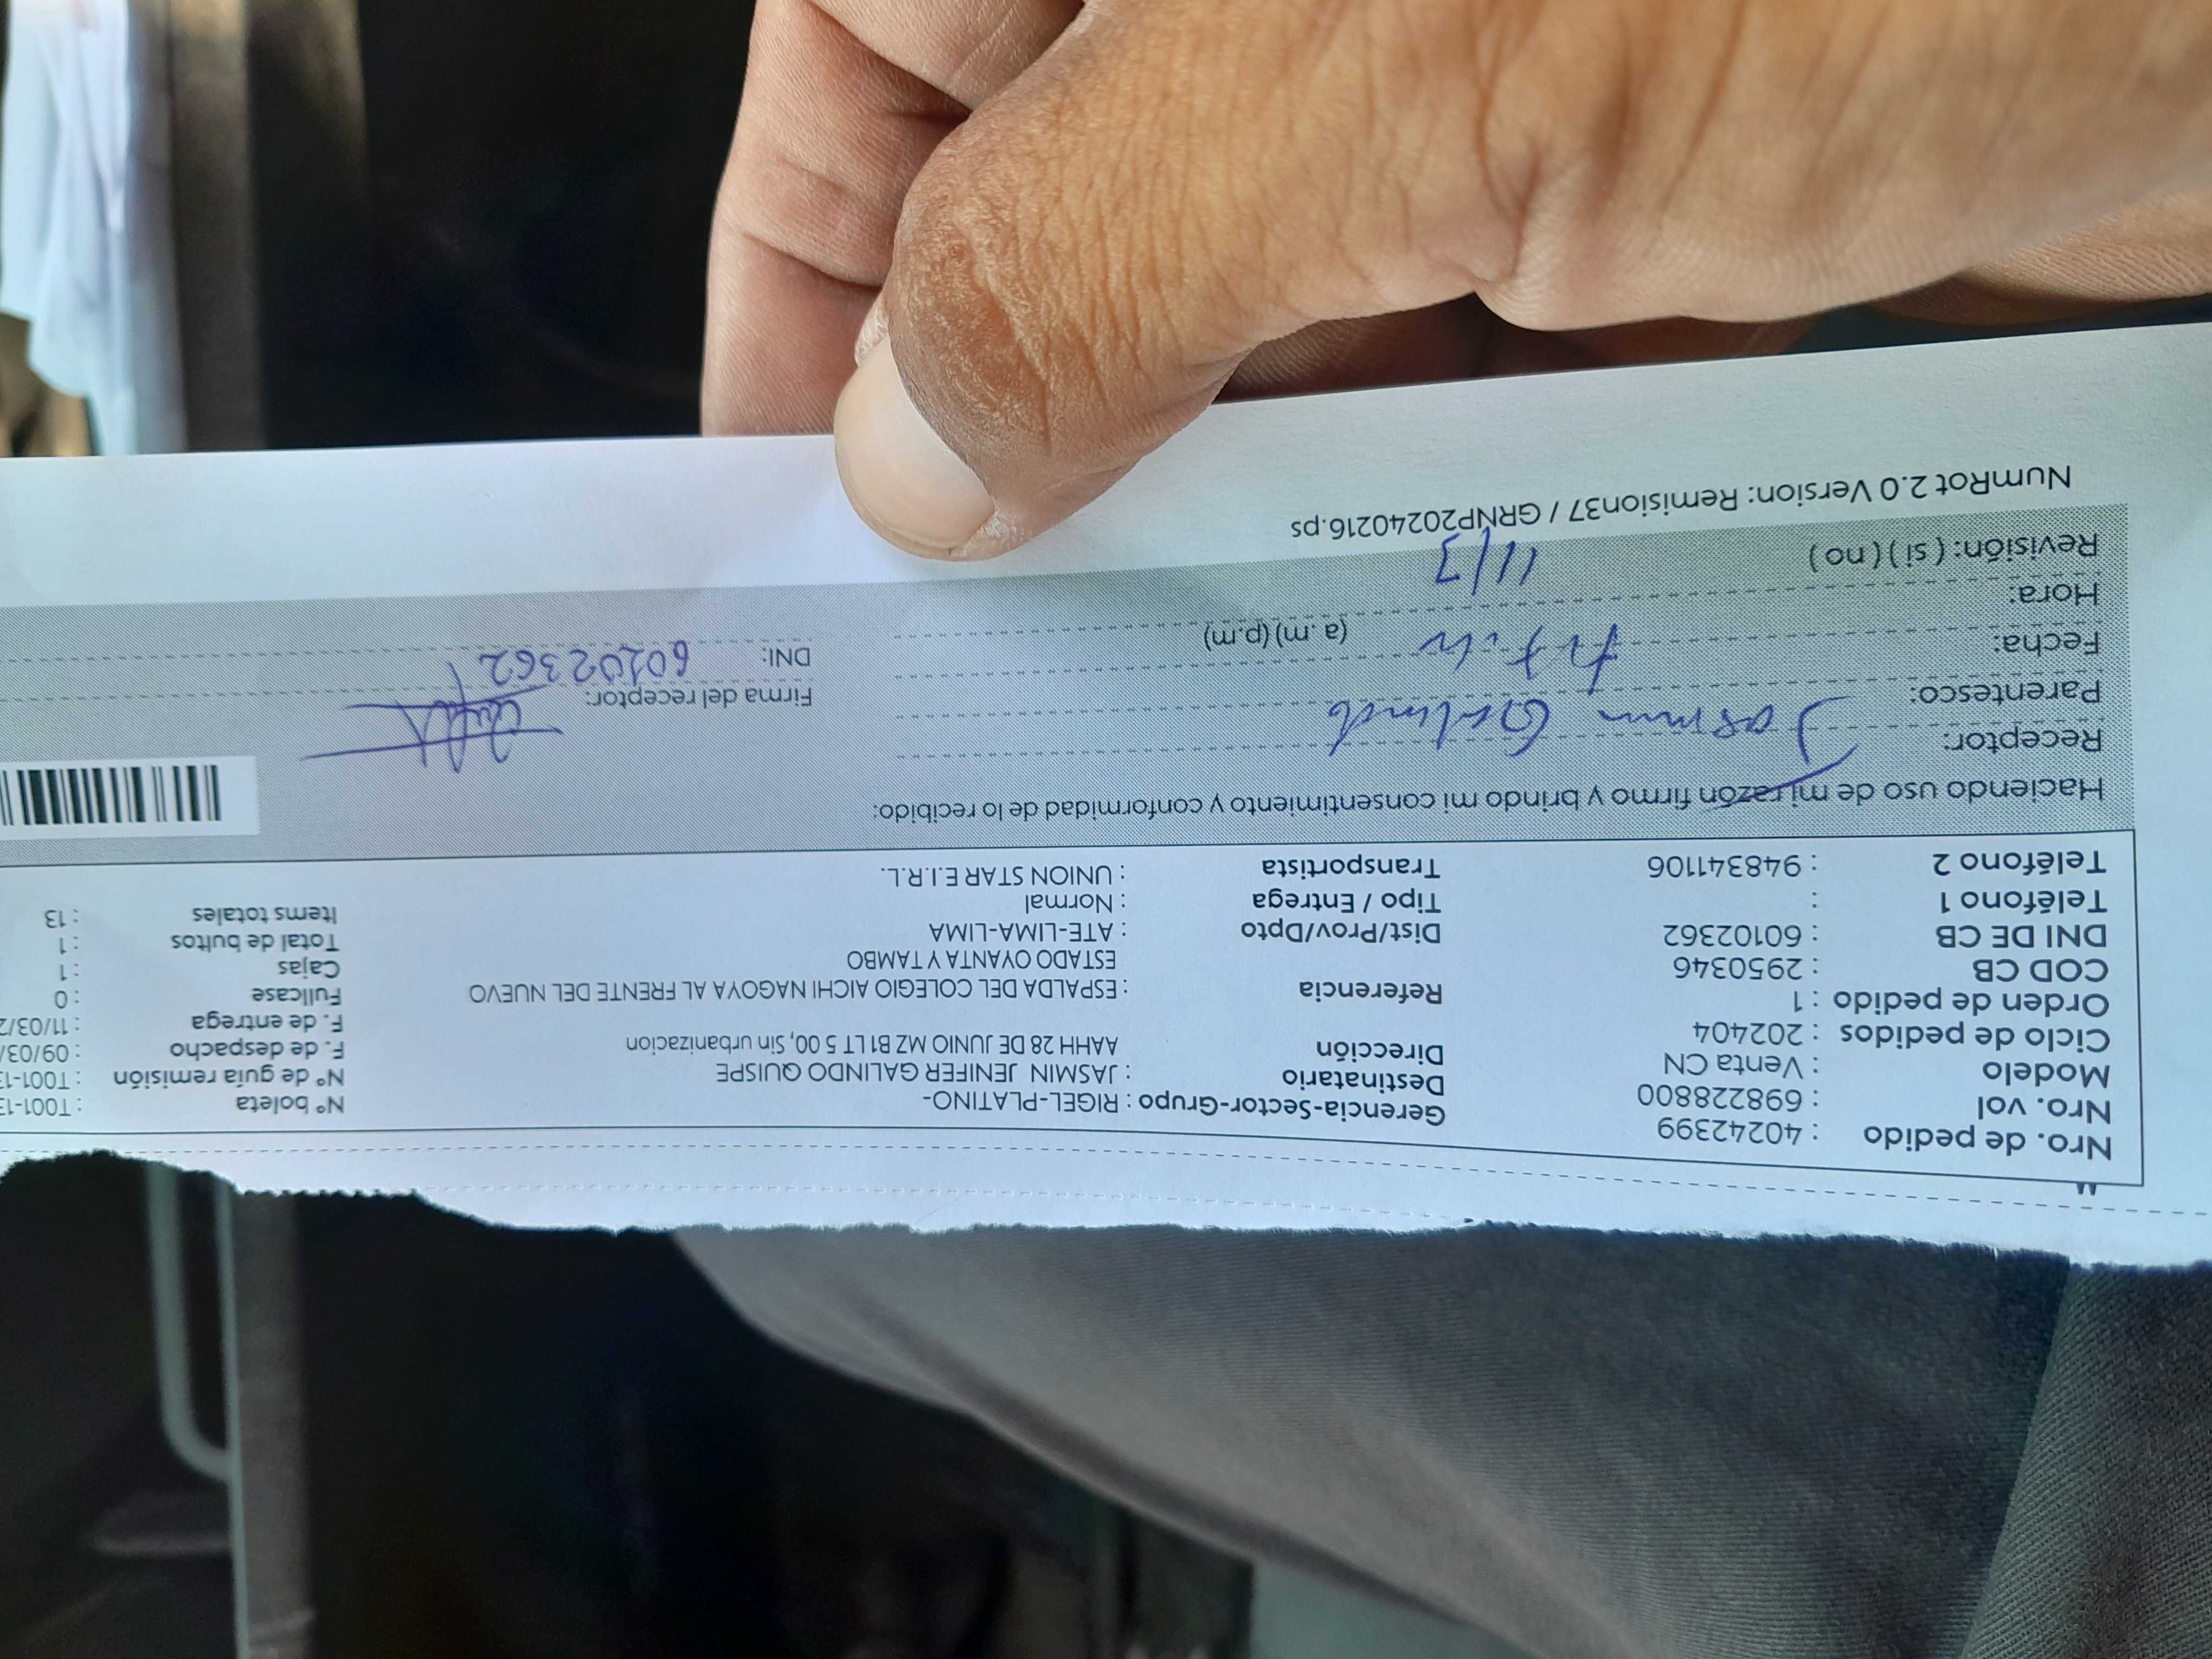 Nro. de pedido : 40242399
Nro. vol : 698228800
Modelo : Venta CN
Ciclo de pedidos : 202404
Orden de pedido : 1
COD CB : 2950346
DNI DE CB : 60102362
Teléfono 1 :
Teléfono 2 : 948341106
Gerencia-Sector-Grupo : RIGEL-PLATINO-
Destinatario : JASMIN JENIFER GALINDO QUISPE
Dirección AAHH 28 DE JUNIO MZ B1 LT 5 00, Sin urbanizacion
Referencia : ESPALDA DEL COLEGIO AICHI NAGOYA AL FRENTE DEL NUEVO
ESTADO OYANTA Y TAMBO
Dist/Prov/Dpto : ATE-LIMA-LIMA
Tipo / Entrega : Normal
Transportista : UNION STAR E.I.R.L.
N° boleta : T001-13
N° de guía remisión : T001-13
F. de despacho : 09/03/
F. de entrega : 11/03/2
Fullcase : 0
Cajas : 1
Total de bultos : 1
Items totales : 13
Haciendo uso de mi razón firmo y brindo mi consentimiento y conformidad de lo recibido:
Receptor: Jasmin Galindo
Parentesco:
Fecha: 11/3
Hora: (a.m) (p.m)
Revisión: ( si ) ( no )
Firma del receptor:
DNI: 60102362
NumRot 2.0 Version: Remision37 / GRNP20240216.ps